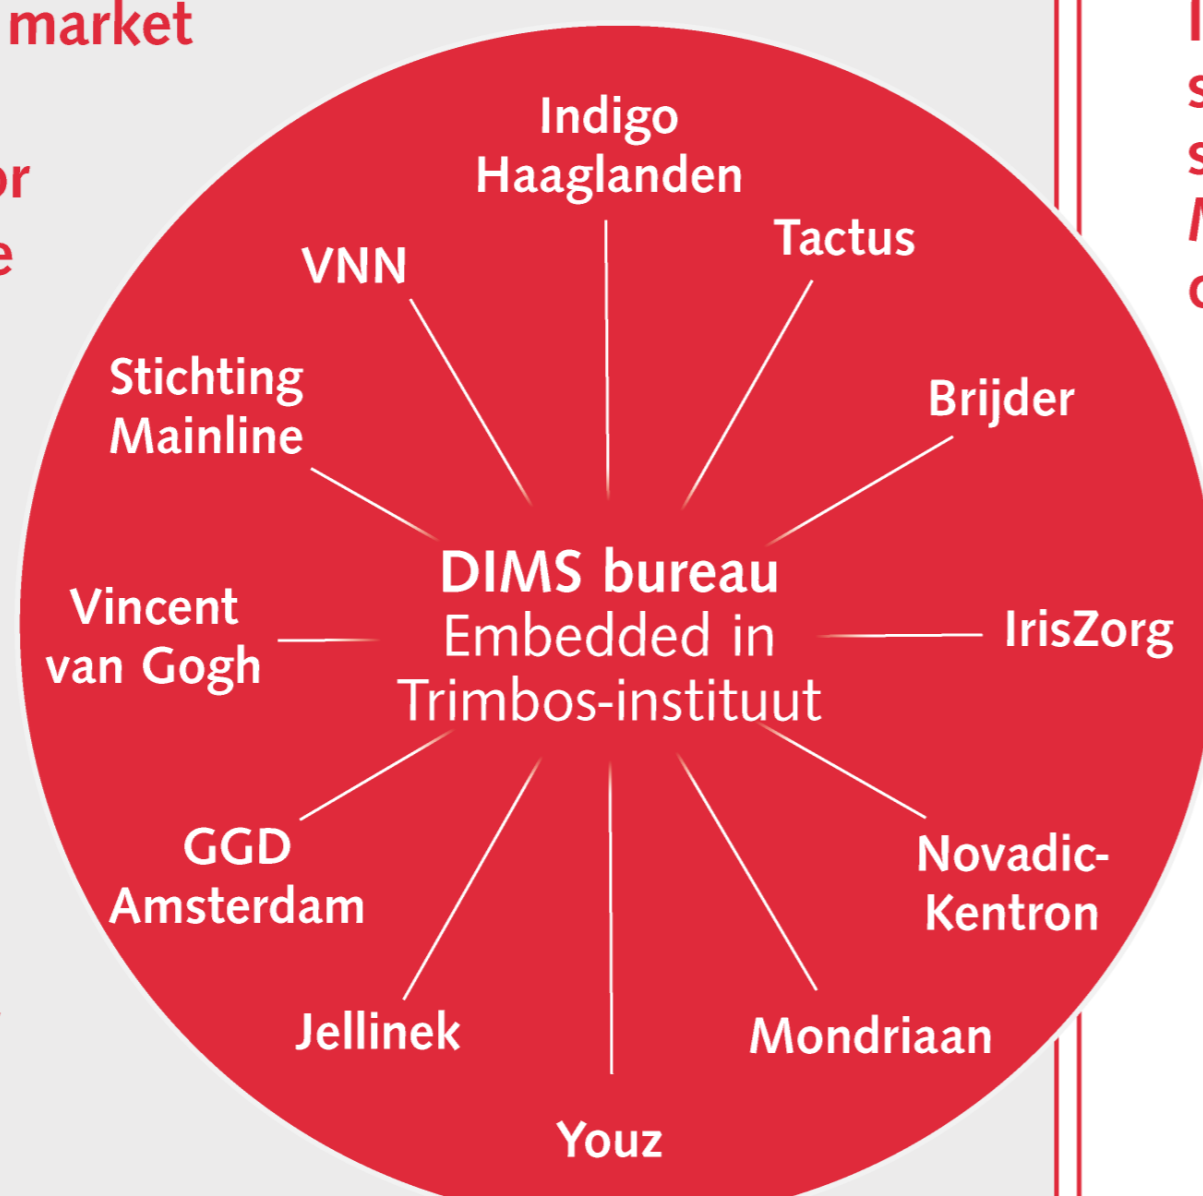 market
Indigo
Haaglanden
Tactus
Brijder
IrisZorg
Novadic-
Kentron
Mondriaan
Youz
Jellinek
GGD
Amsterdam
Vincent
van Gogh
Stichting
Mainline
VNN
DIMS bureau
Embedded in
Trimbos-instituut